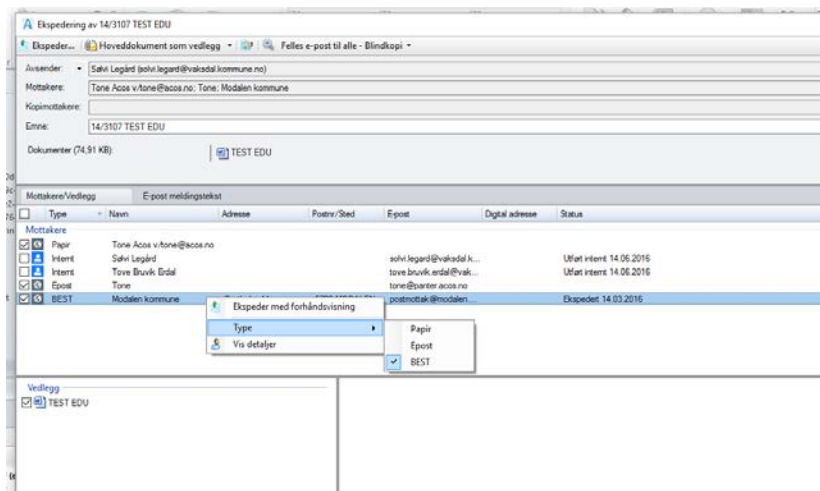 Ekspedering av 14/3107 TEST EDU
Ekspeder... Hoveddokument som vedlegg Felles e-post til alle - Blindkopi
Avsender: Sølvi Legård (solvi.legard@vaksdal.kommune.no)
Mottakere: Tone Acos v/tone@acos.no; Tone; Modalen kommune
Kopimottakere:
Emne: 14/3107 TEST EDU
Dokumenter (74,91 KB): TEST EDU
Mottakere/Vedlegg E-post meldingstekst
Type Navn Adresse Postnr/Sted E-post Digital adresse Status
Mottakere
Papir Tone Acos v/tone@acos.no
Internt Sølvi Legård solvi.legard@vaksdal.k... Utført internt 14.06.2016
Internt Tove Bruvik Erdal tove.bruvik.erdal@vak... Utført internt 14.06.2016
Epost Tone tone@panter.acos.no
BEST Modalen kommune postmottak@modalen... Ekspedert 14.03.2016
Ekspeder med forhåndsvisning
Type
Vis detaljer
Papir
Epost
BEST
Vedlegg
TEST EDU